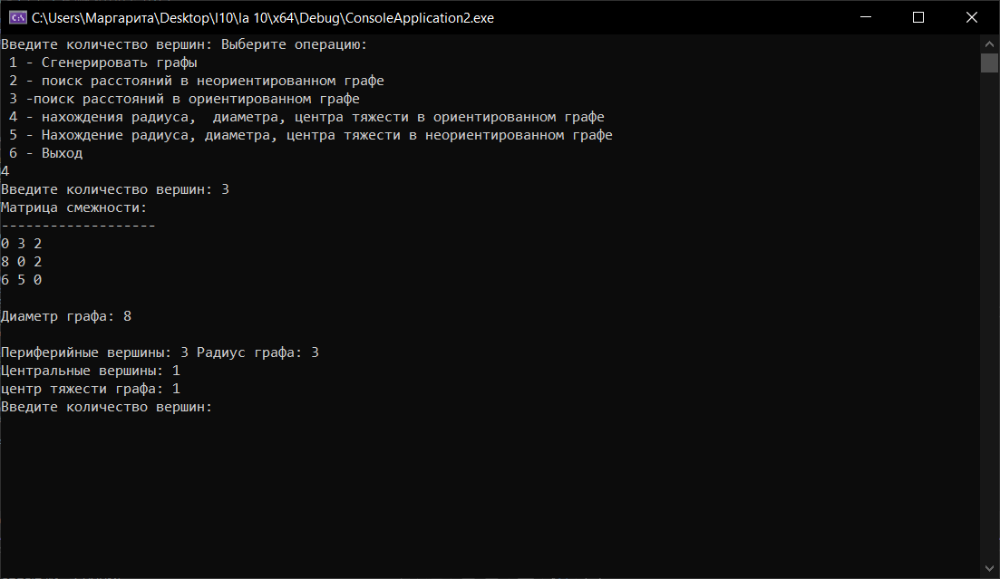 C:\Users\Маргарита\Desktop\l10\la 10\x64\Debug\ConsoleApplication2.exe
Введите количество вершин: Выберите операцию:
 1 - Сгенерировать графы
 2 - поиск расстояний в неориентированном графе
 3 -поиск расстояний в ориентированном графе
 4 - нахождения радиуса,  диаметра, центра тяжести в ориентированном графе
 5 - Нахождение радиуса, диаметра, центра тяжести в неориентированном графе
 6 - Выход
4
Введите количество вершин: 3
Матрица смежности:
-------------------
0 3 2
8 0 2
6 5 0
Диаметр графа: 8
Периферийные вершины: 3 Радиус графа: 3
Центральные вершины: 1
центр тяжести графа: 1
Введите количество вершин: